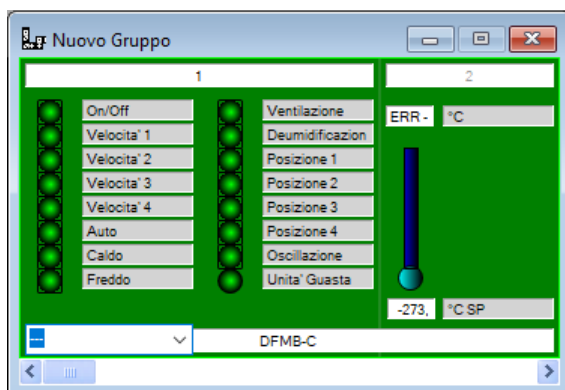 Nuovo Gruppo
1
2
On/Off
Ventilazione
ERR -
°C
Velocita' 1
Deumidificazion
Velocita' 2
Posizione 1
Velocita' 3
Posizione 2
Velocita' 4
Posizione 3
Auto
Posizione 4
Caldo
Oscillazione
Freddo
Unita' Guasta
-273,
°C SP
---
DFMB-C